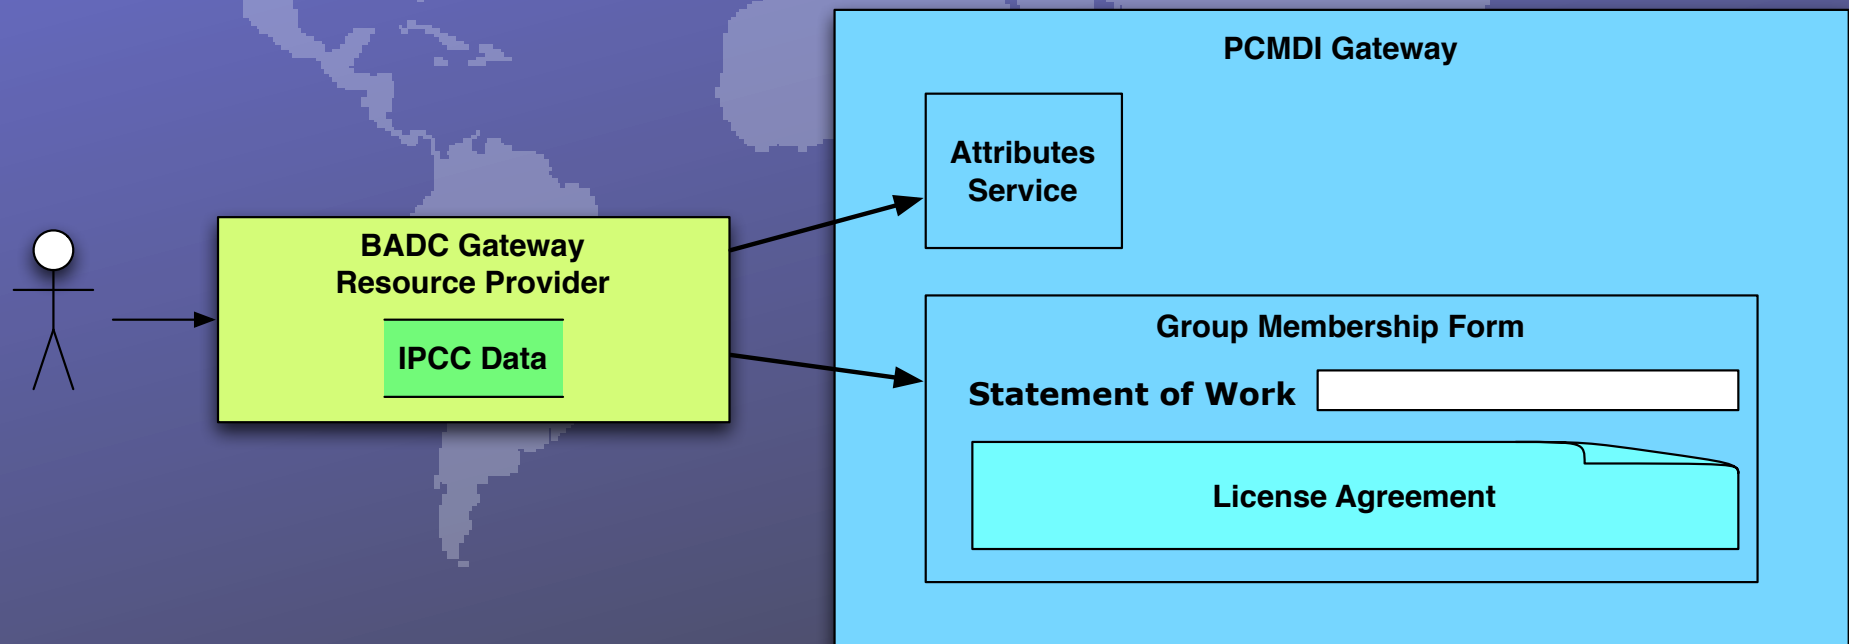 PCMDI Gateway
Attributes
Service
BADC Gateway
Resource Provider
IPCC Data
Group Membership Form
Statement of Work
License Agreement